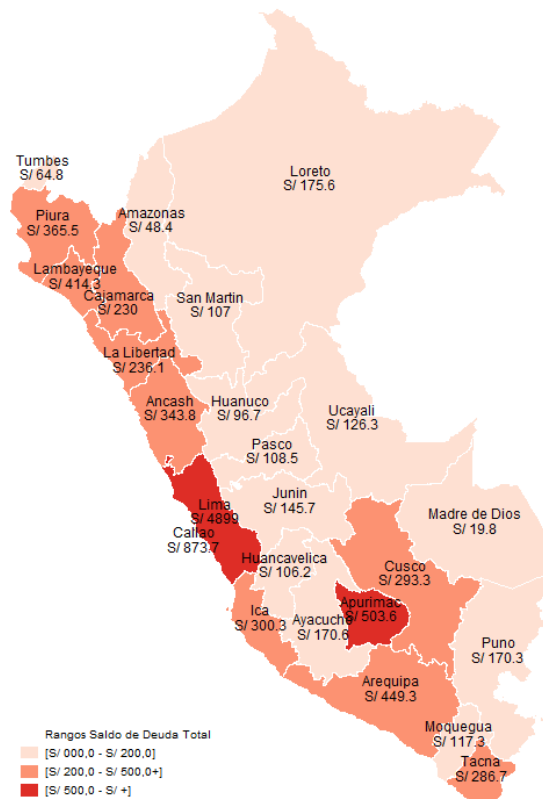 Tumbes
S/ 64.8
Loreto
S/ 175.6
Piura
S/ 365.5
Amazonas
S/ 48.4
Lambayeque
S/ 414.3
Cajamarca
S/ 230
San Martin
S/ 107
La Libertad
S/ 236.1
Ancash
S/ 343.8
Huanuco
S/ 96.7
Ucayali
S/ 126.3
Pasco
S/ 108.5
Lima
S/ 4899
Junin
S/ 145.7
Madre de Dios
S/ 19.8
Callao
S/ 873.7
Huancavelica
S/ 106.2
Cusco
S/ 293.3
Ica
S/ 300.3
Ayacucho
S/ 170.6
Apurimac
S/ 503.6
Puno
S/ 170.3
Arequipa
S/ 449.3
Moquegua
S/ 117.3
Tacna
S/ 286.7
Rangos Saldo de Deuda Total
[S/ 000,0 - S/ 200,0]
[S/ 200,0 - S/ 500,0+]
[S/ 500,0 - S/ +]